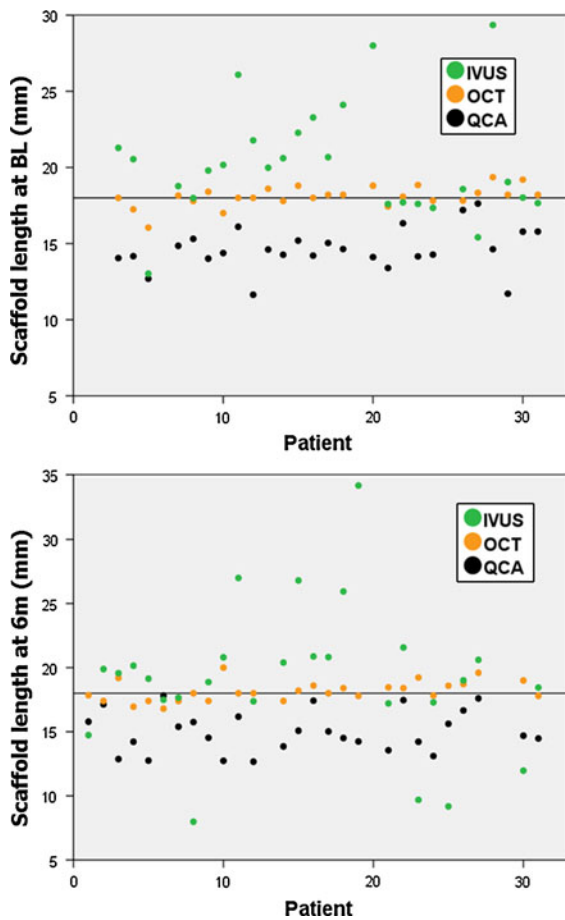 30
25
20
15
10
5
0
10
20
30
Scaffold length at BL (mm)
Patient
IVUS
OCT
QCA
35
30
25
20
15
10
5
0
10
20
30
Scaffold length at 6m (mm)
Patient
IVUS
OCT
QCA